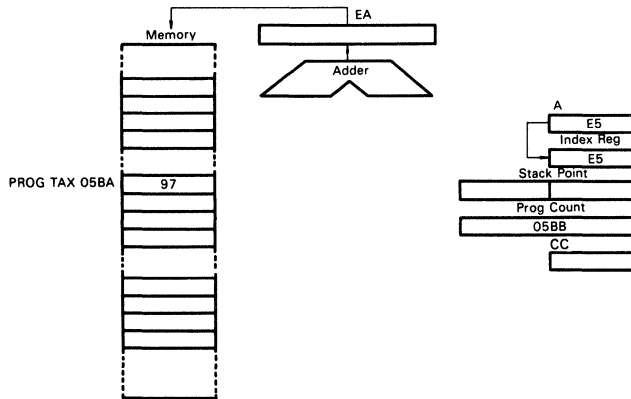 EA
Memory
Adder
A
E5
Index Reg
E5
Stack Point
PROG TAX 05BA 97
Prog Count
05BB
CC